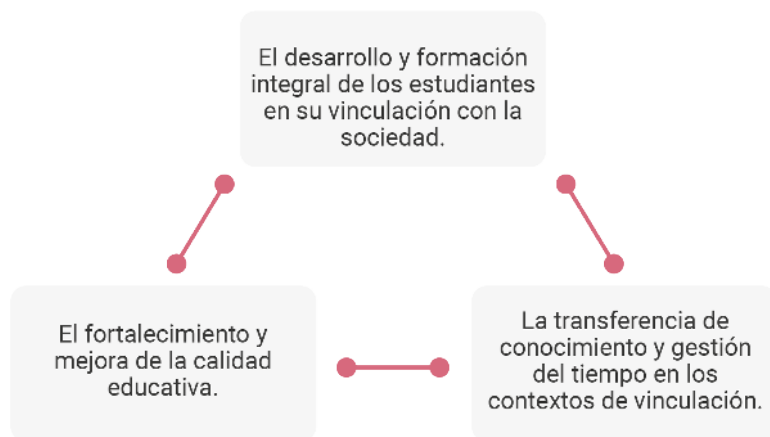 El desarrollo y formación
integral de los estudiantes
en su vinculación con la
sociedad.
El fortalecimiento y
mejora de la calidad
educativa.
La transferencia de
conocimiento y gestión
del tiempo en los
contextos de vinculación.